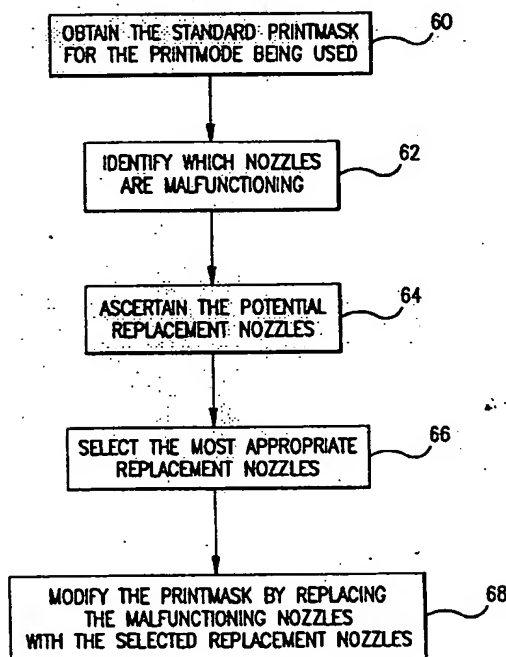 OBTAIN THE STANDARD PRINTMASK
FOR THE PRINTMODE BEING USED
60
IDENTIFY WHICH NOZZLES
ARE MALFUNCTIONING
62
ASCERTAIN THE POTENTIAL
REPLACEMENT NOZZLES
64
SELECT THE MOST APPROPRIATE
REPLACEMENT NOZZLES
66
MODIFY THE PRINTMASK BY REPLACING
THE MALFUNCTIONING NOZZLES
WITH THE SELECTED REPLACEMENT NOZZLES
68